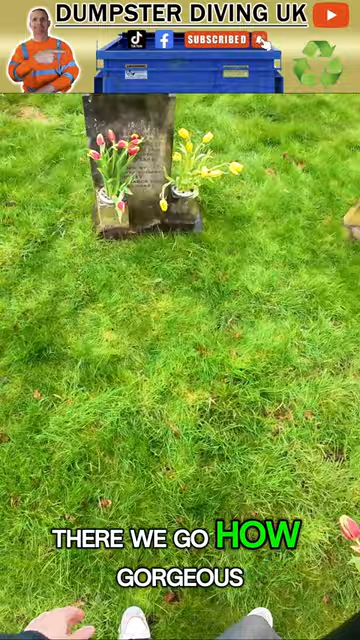 DUMPSTER DIVING UK
TikTok
SUBSCRIBED
THERE WE GO HOW
GORGEOUS